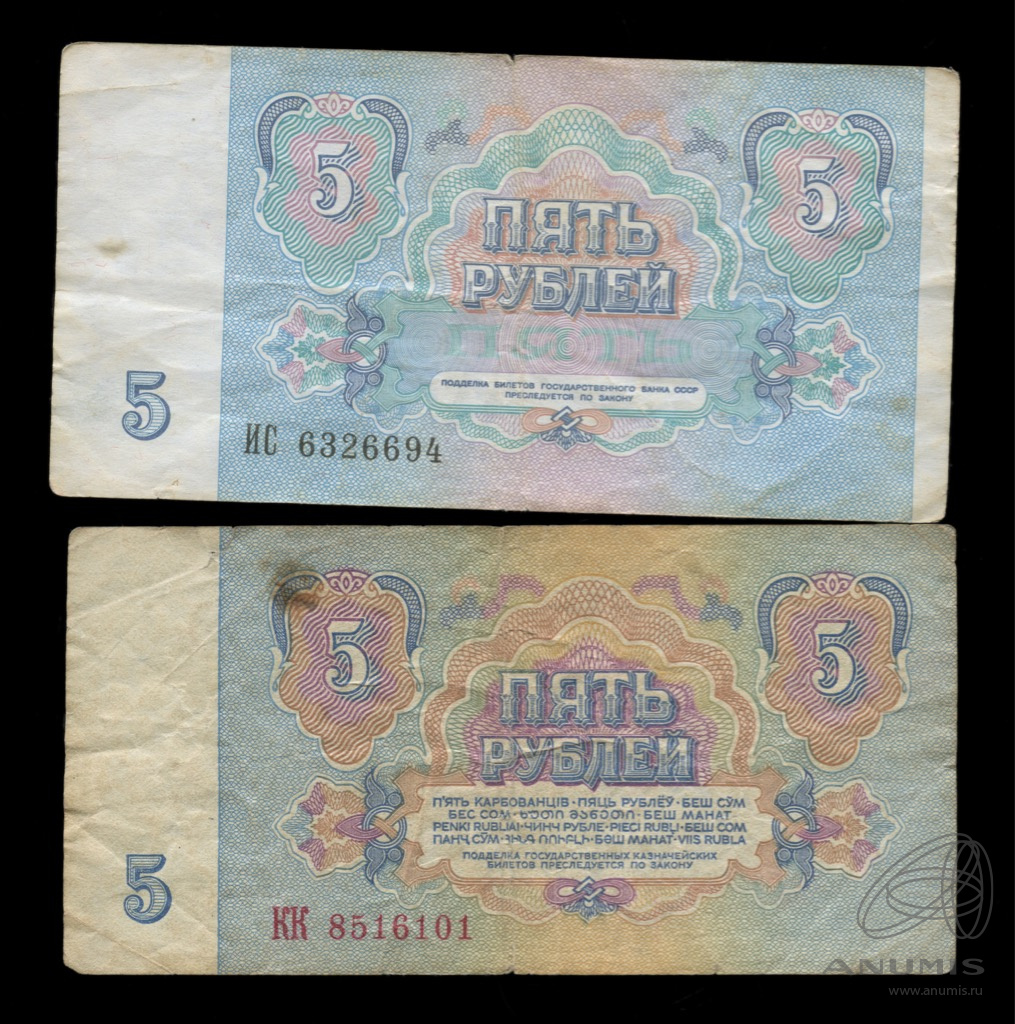 5 5
ПЯТЬ
РУБЛЕЙ
ПЯТЬ
ПОДДЕЛКА БИЛЕТОВ ГОСУДАРСТВЕННОГО БАНКА СССР
ПРЕСЛЕДУЕТСЯ ПО ЗАКОНУ
5
ИС 6326694
5 5
ПЯТЬ
РУБЛЕЙ
П'ЯТЬ КАРБОВАНЦІВ · ПЯЦЬ РУБЛЁЎ · БЕШ СЎМ
БЕС СОМ · ᲮᲣᲗᲘ ᲛᲐᲜᲔᲗᲘ · БЕШ МАНАТ
PENKI RUBLIAI · ЧИНЧ РУБЛЕ · PIECI RUBĻI · БЕШ СОМ
ПАНҶ СӮМ · ՀԻՆԳ ՌՈՒԲԼԻ · БӘШ МАНАТ · VIIS RUBLA
ПОДДЕЛКА ГОСУДАРСТВЕННЫХ КАЗНАЧЕЙСКИХ
БИЛЕТОВ ПРЕСЛЕДУЕТСЯ ПО ЗАКОНУ
5
КК 8516101
ANUMIS
www.anumis.ru